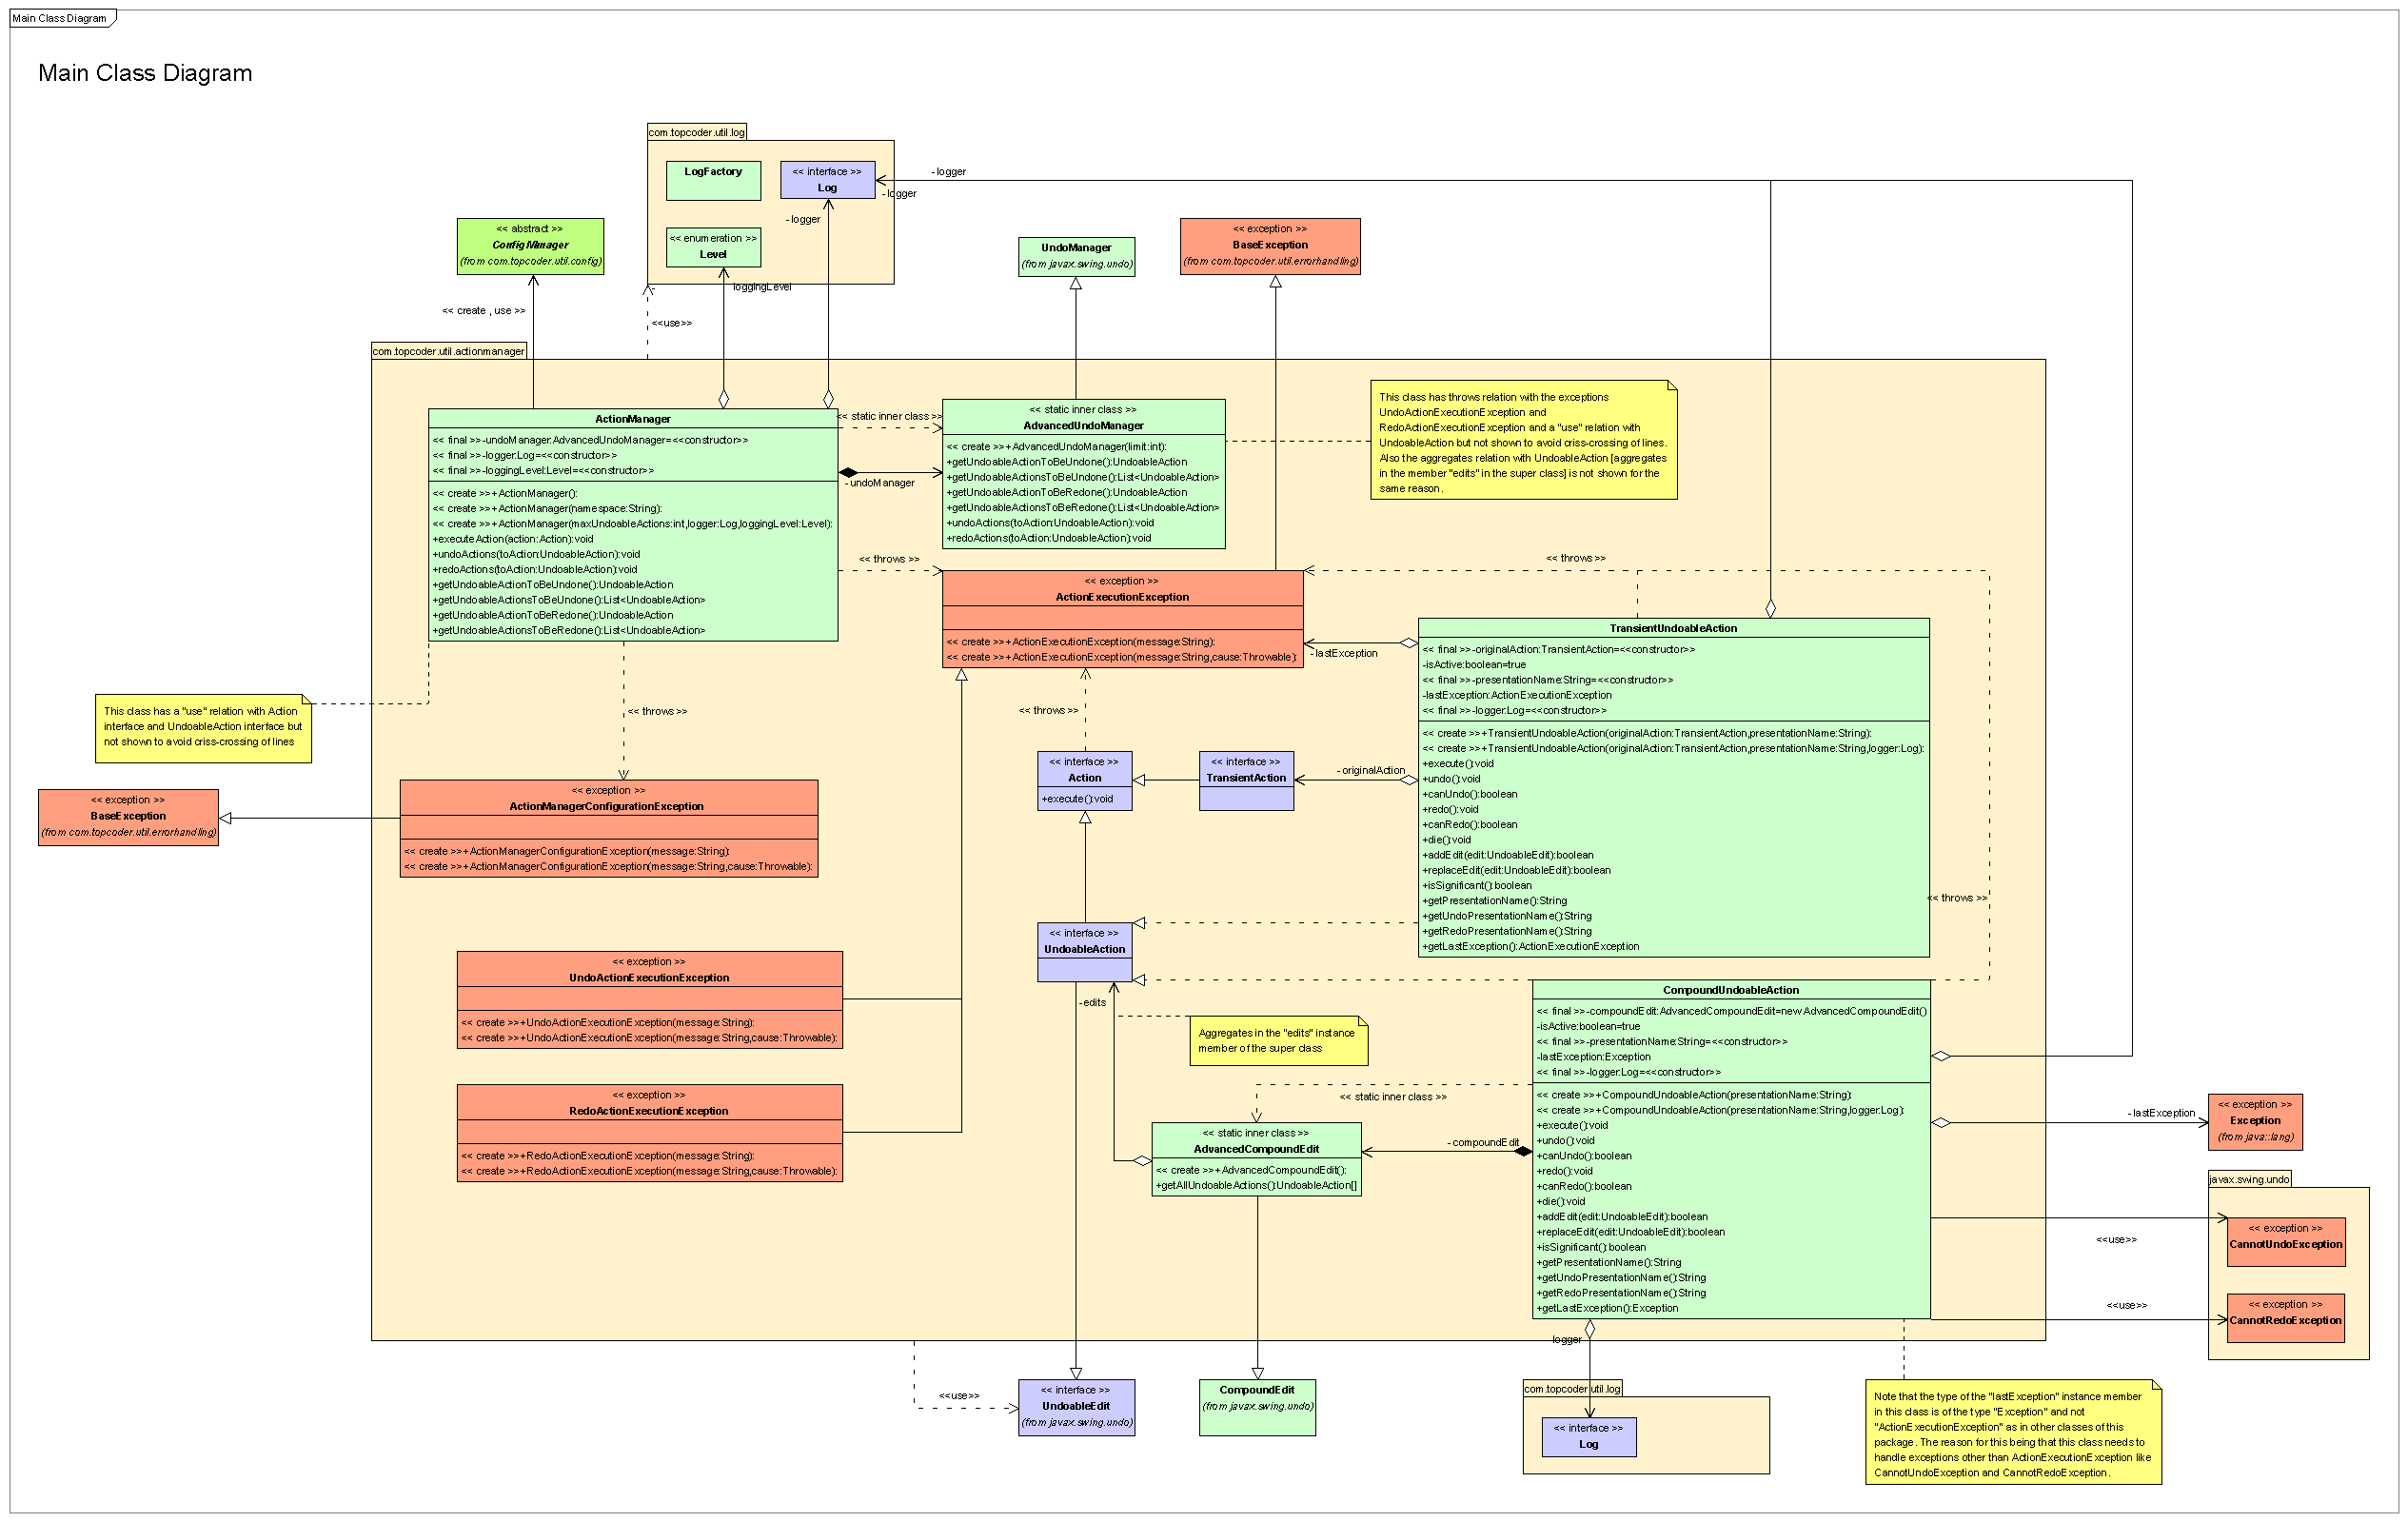 Main Class Diagram
Main Class Diagram
com.topcoder.util.log
LogFactory
<< interface >>
Log
- logger
- logger
- logger
<< enumeration >>
Level
-
loggingLevel
<< abstract >>
ConfigManager
(from com.topcoder.util.config)
<< create , use >>
<<use>>
UndoManager
(from javax.swing.undo)
<< exception >>
BaseException
(from com.topcoder.util.errorhandling)
com.topcoder.util.actionmanager
ActionManager
<< final >>-undoManager:AdvancedUndoManager=<<constructor>>
<< final >>-logger:Log=<<constructor>>
<< final >>-loggingLevel:Level=<<constructor>>
<< create >>+ActionManager():
<< create >>+ActionManager(namespace:String):
<< create >>+ActionManager(maxUndoableActions:int,logger:Log,loggingLevel:Level):
+executeAction(action:Action):void
+undoActions(toAction:UndoableAction):void
+redoActions(toAction:UndoableAction):void
+getUndoableActionToBeUndone():UndoableAction
+getUndoableActionsToBeUndone():List<UndoableAction>
+getUndoableActionToBeRedone():UndoableAction
+getUndoableActionsToBeRedone():List<UndoableAction>
<< static inner class >>
- undoManager
<< static inner class >>
AdvancedUndoManager
<< create >>+AdvancedUndoManager(limit:int):
+getUndoableActionToBeUndone():UndoableAction
+getUndoableActionsToBeUndone():List<UndoableAction>
+getUndoableActionToBeRedone():UndoableAction
+getUndoableActionsToBeRedone():List<UndoableAction>
+undoActions(toAction:UndoableAction):void
+redoActions(toAction:UndoableAction):void
This class has throws relation with the exceptions
UndoActionExecutionException and
RedoActionExecutionException and a "use" relation with
UndoableAction but not shown to avoid criss-crossing of lines.
Also the aggregates relation with UndoableAction [aggregates
in the member "edits" in the super class] is not shown for the
same reason.
<< throws >>
<< throws >>
<< exception >>
ActionExecutionException
<< create >>+ActionExecutionException(message:String):
<< create >>+ActionExecutionException(message:String,cause:Throwable):
- lastException
TransientUndoableAction
<< final >>-originalAction:TransientAction=<<constructor>>
-isActive:boolean=true
<< final >>-presentationName:String=<<constructor>>
-lastException:ActionExecutionException
<< final >>-logger:Log=<<constructor>>
<< create >>+TransientUndoableAction(originalAction:TransientAction,presentationName:String):
<< create >>+TransientUndoableAction(originalAction:TransientAction,presentationName:String,logger:Log):
+execute():void
+undo():void
+canUndo():boolean
+redo():void
+canRedo():boolean
+die():void
+addEdit(edit:UndoableEdit):boolean
+replaceEdit(edit:UndoableEdit):boolean
+isSignificant():boolean
+getPresentationName():String
+getUndoPresentationName():String
+getRedoPresentationName():String
+getLastException():ActionExecutionException
<< throws >>
This class has a "use" relation with Action
interface and UndoableAction interface but
not shown to avoid criss-crossing of lines
<< throws >>
<< throws >>
<< interface >>
Action
+execute():void
<< interface >>
TransientAction
- originalAction
<< exception >>
BaseException
(from com.topcoder.util.errorhandling)
<< exception >>
ActionManagerConfigurationException
<< create >>+ActionManagerConfigurationException(message:String):
<< create >>+ActionManagerConfigurationException(message:String,cause:Throwable):
<< interface >>
UndoableAction
- edits
<< exception >>
UndoActionExecutionException
<< create >>+UndoActionExecutionException(message:String):
<< create >>+UndoActionExecutionException(message:String,cause:Throwable):
Aggregates in the "edits" instance
member of the super class
<< exception >>
RedoActionExecutionException
<< create >>+RedoActionExecutionException(message:String):
<< create >>+RedoActionExecutionException(message:String,cause:Throwable):
<< static inner class >>
<< static inner class >>
AdvancedCompoundEdit
<< create >>+AdvancedCompoundEdit():
+getAllUndoableActions():UndoableAction[]
- compoundEdit
CompoundUndoableAction
<< final >>-compoundEdit:AdvancedCompoundEdit=new AdvancedCompoundEdit()
-isActive:boolean=true
<< final >>-presentationName:String=<<constructor>>
-lastException:Exception
<< final >>-logger:Log=<<constructor>>
<< create >>+CompoundUndoableAction(presentationName:String):
<< create >>+CompoundUndoableAction(presentationName:String,logger:Log):
+execute():void
+undo():void
+canUndo():boolean
+redo():void
+canRedo():boolean
+die():void
+addEdit(edit:UndoableEdit):boolean
+replaceEdit(edit:UndoableEdit):boolean
+isSignificant():boolean
+getPresentationName():String
+getUndoPresentationName():String
+getRedoPresentationName():String
+getLastException():Exception
- lastException
<< exception >>
Exception
(from java::lang)
javax.swing.undo
<< exception >>
CannotUndoException
<<use>>
<< exception >>
CannotRedoException
<<use>>
logger
<<use>>
<< interface >>
UndoableEdit
(from javax.swing.undo)
CompoundEdit
(from javax.swing.undo)
com.topcoder.util.log
<< interface >>
Log
Note that the type of the "lastException" instance member
in this class is of the type "Exception" and not
"ActionExecutionException" as in other classes of this
package. The reason for this being that this class needs to
handle exceptions other than ActionExecutionException like
CannotUndoException and CannotRedoException.